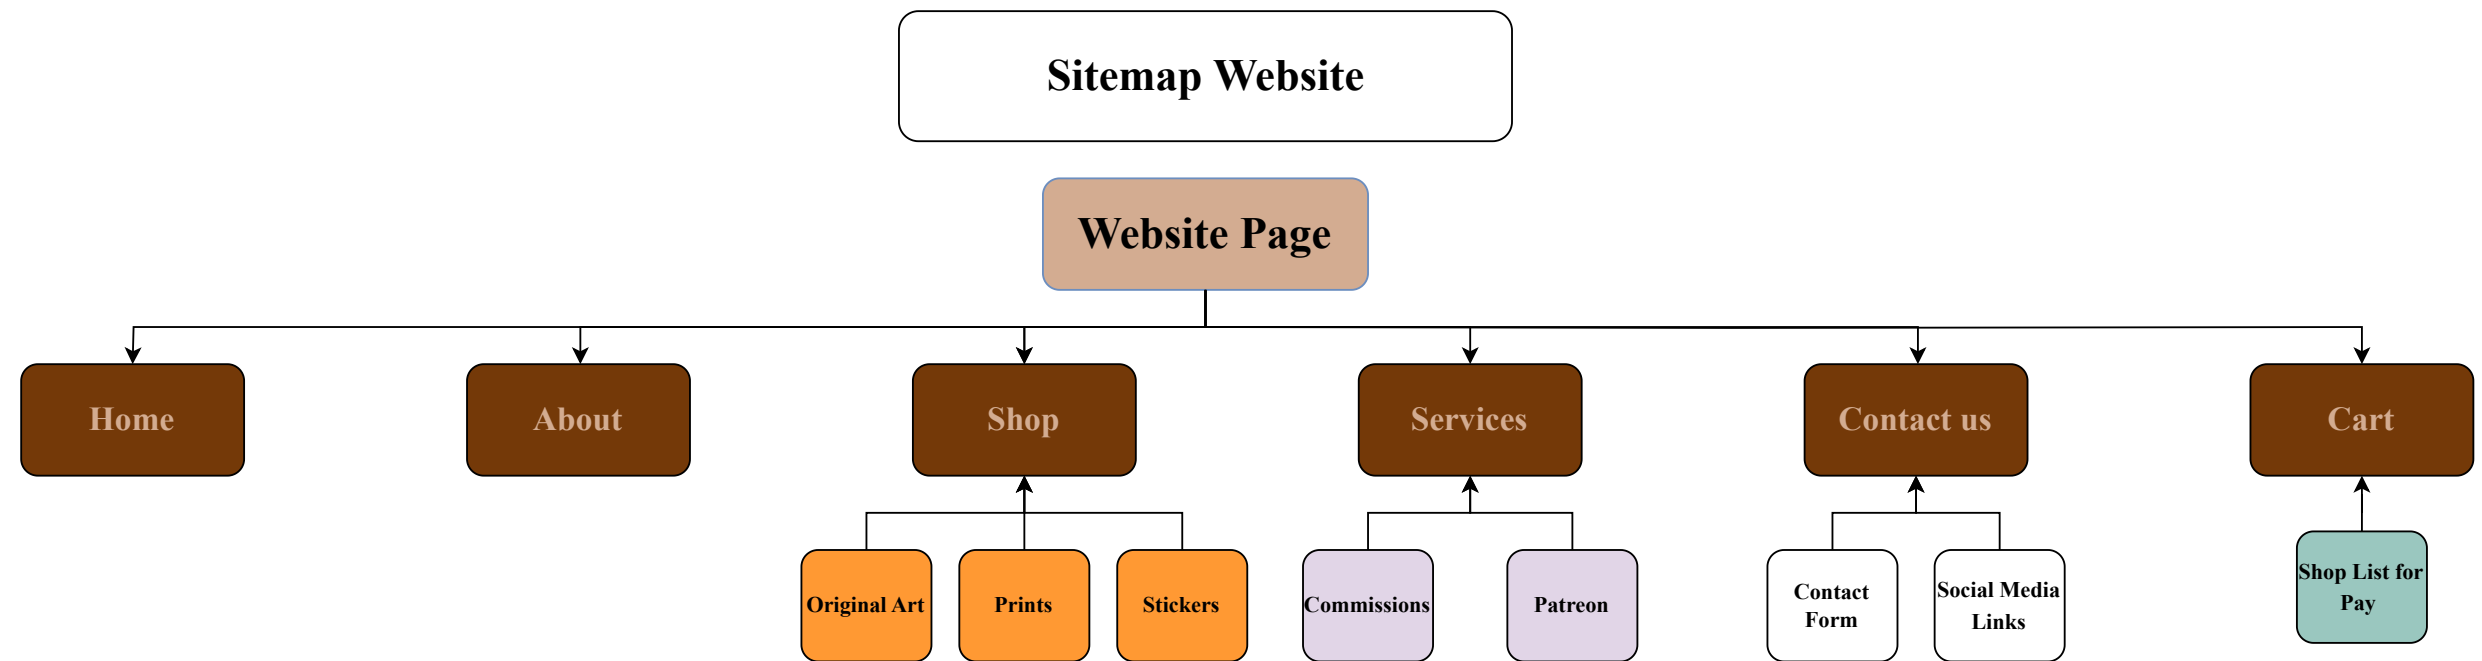 Sitemap Website
Website Page
Home
About
Shop
Services
Contact us
Cart
Original Art
Prints
Stickers
Commissions
Patreon
Contact
Form
Social Media
Links
Shop List for
Pay